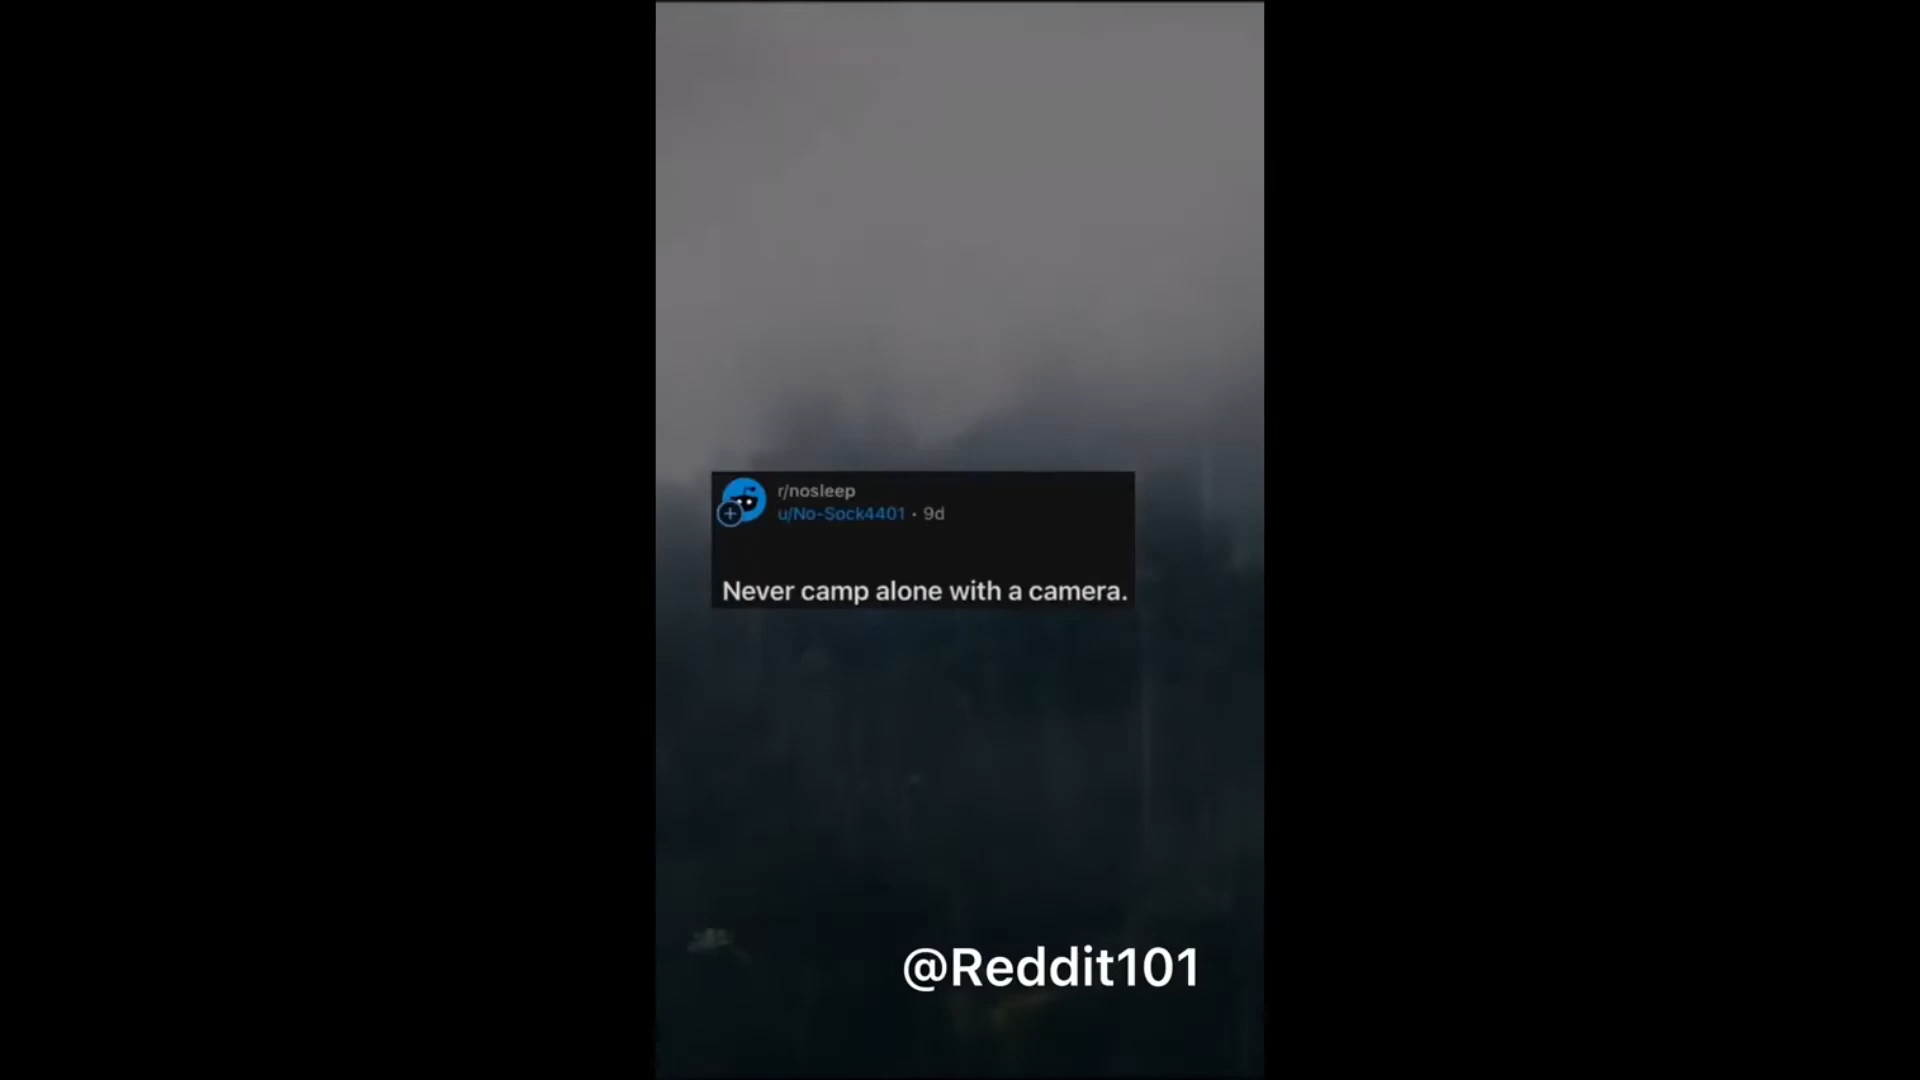 r/nosleep
u/No-Sock4401 · 9d
Never camp alone with a camera.
@Reddit101